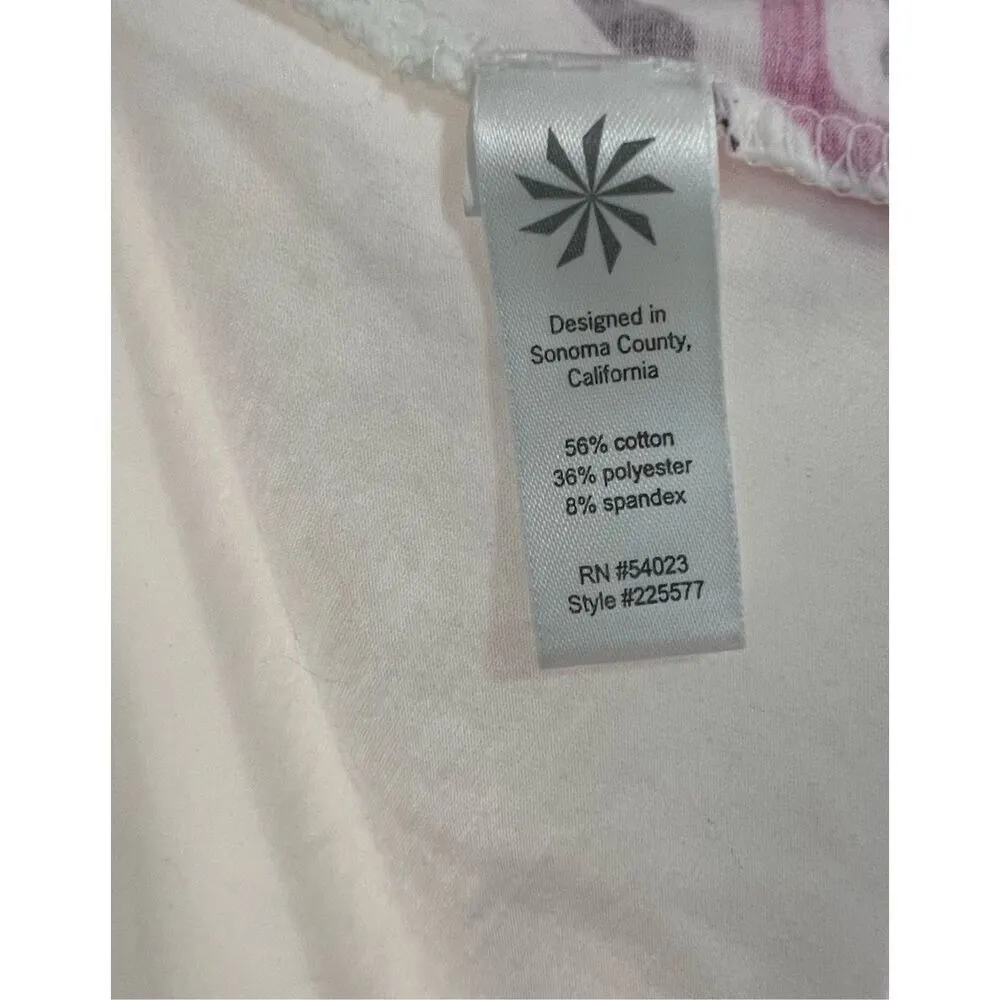 Designed in
Sonoma County,
California
56% cotton
36% polyester
8% spandex
RN #54023
Style #225577